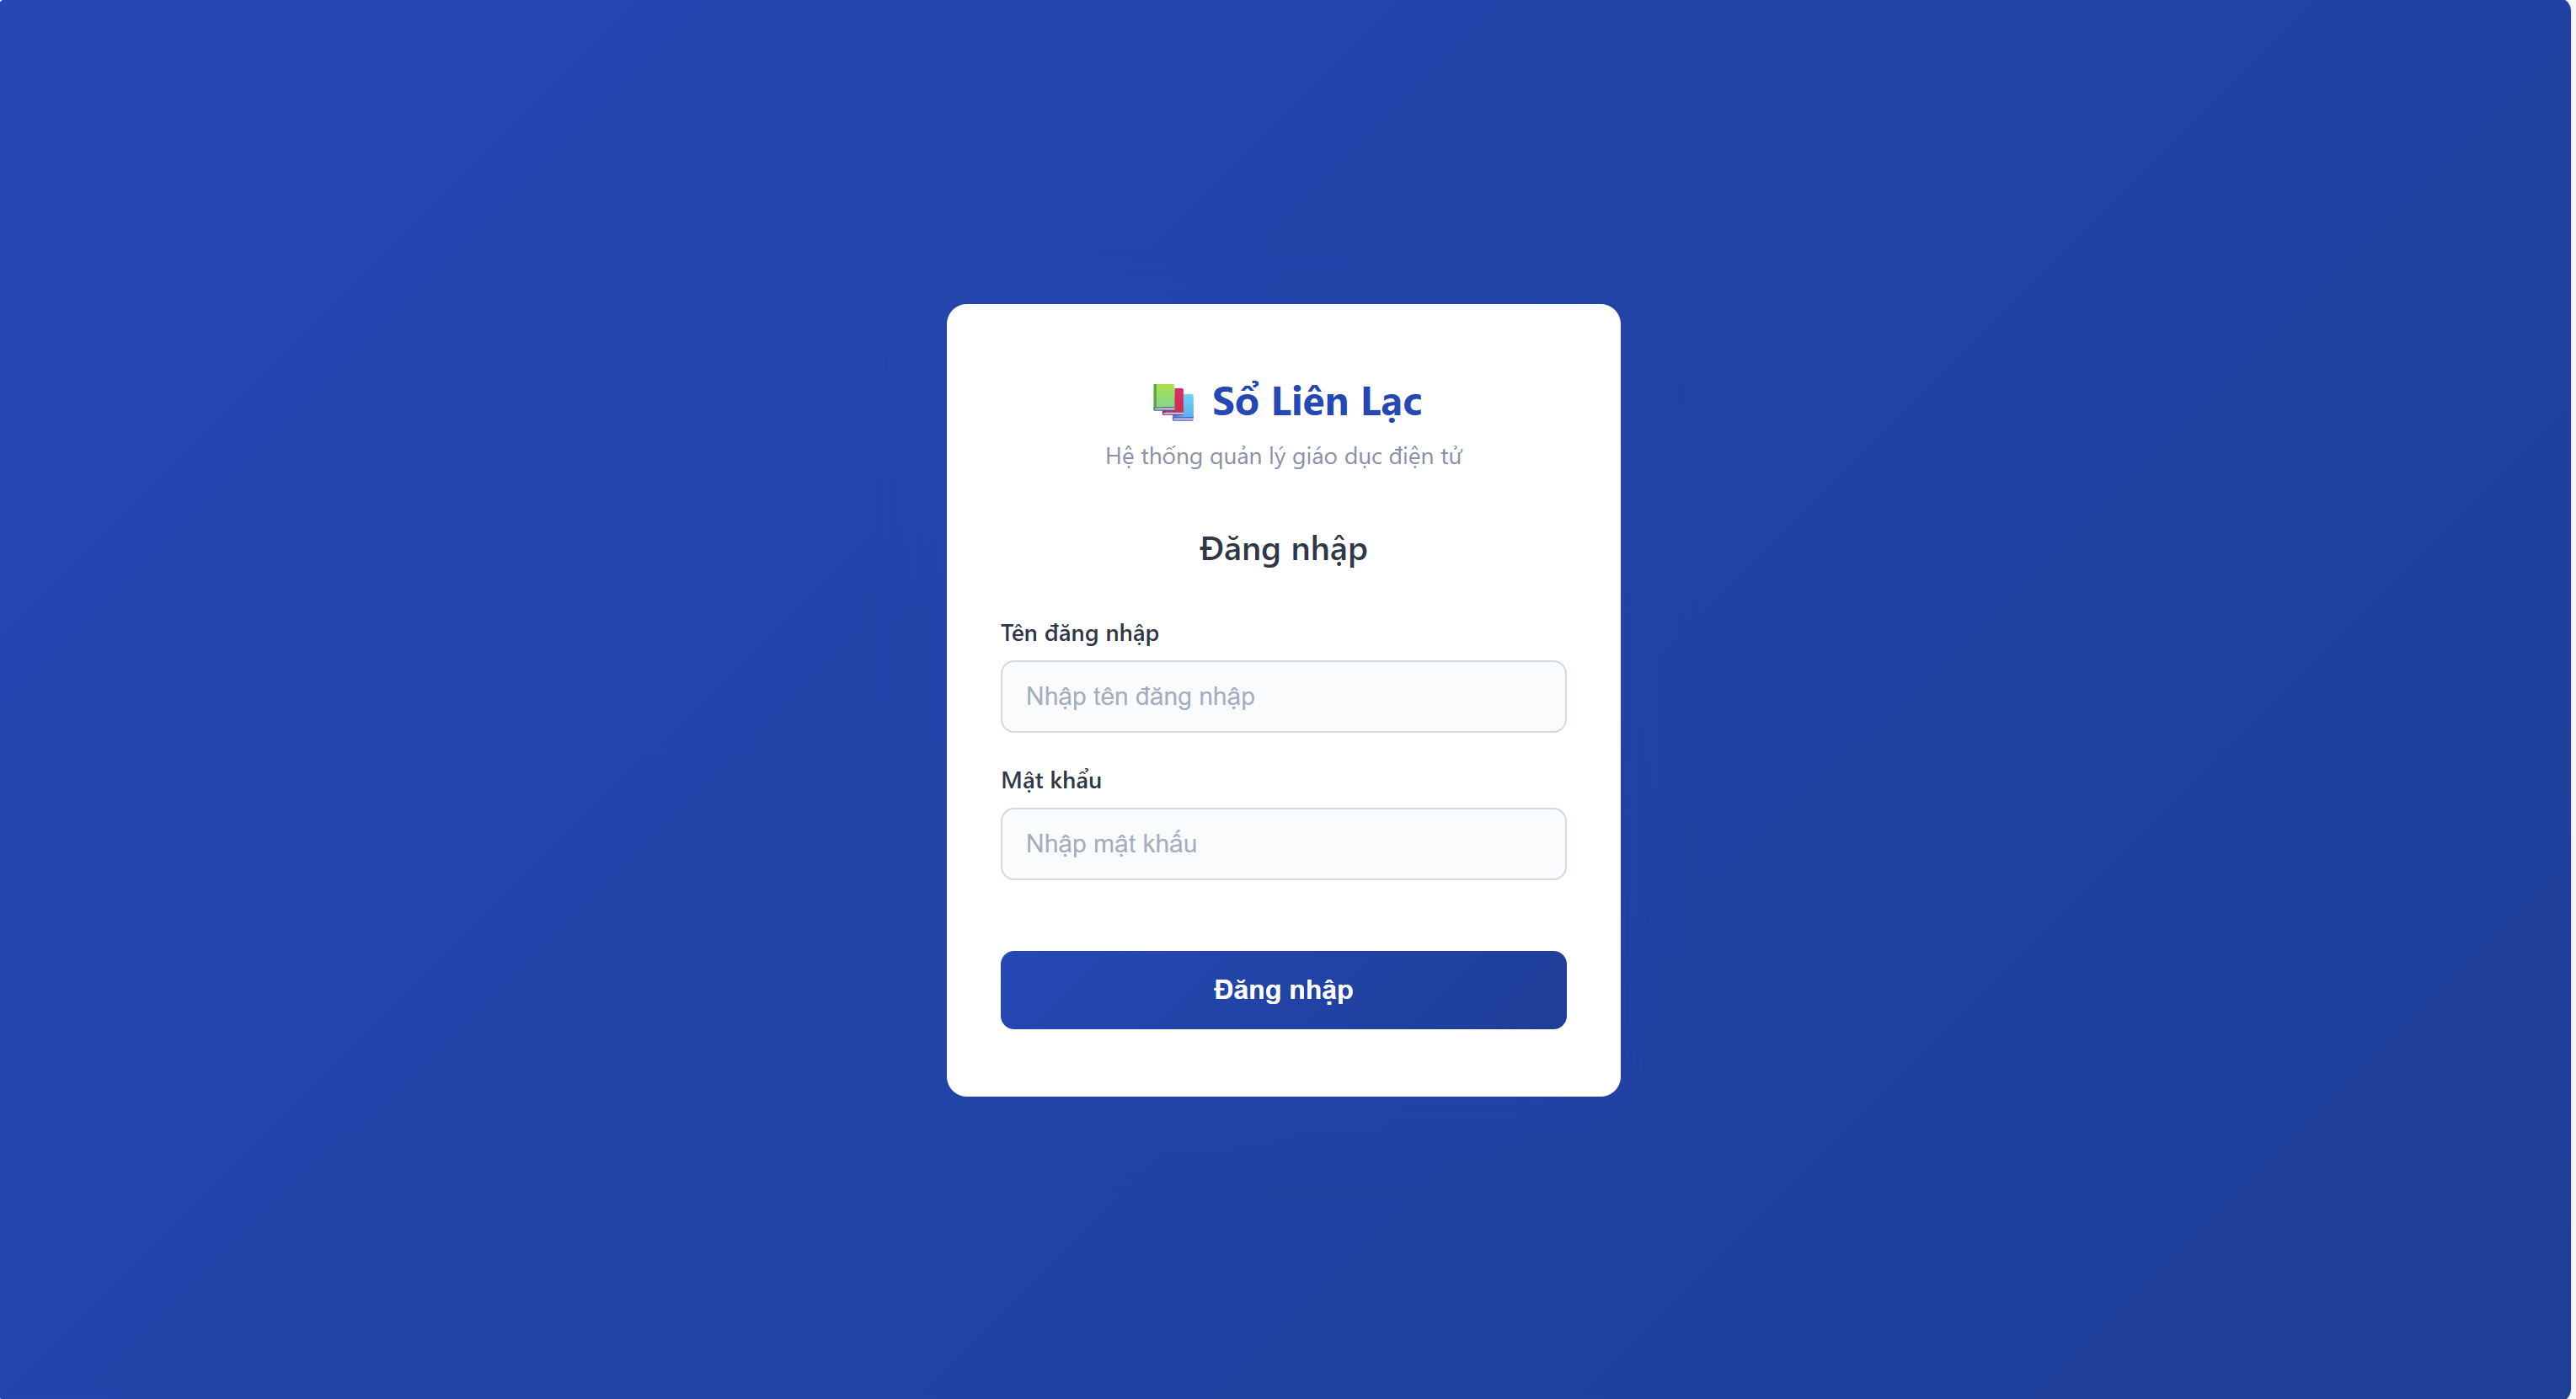 Sổ Liên Lạc
Hệ thống quản lý giáo dục điện tử
Đăng nhập
Tên đăng nhập
Nhập tên đăng nhập
Mật khẩu
Nhập mật khẩu
Đăng nhập